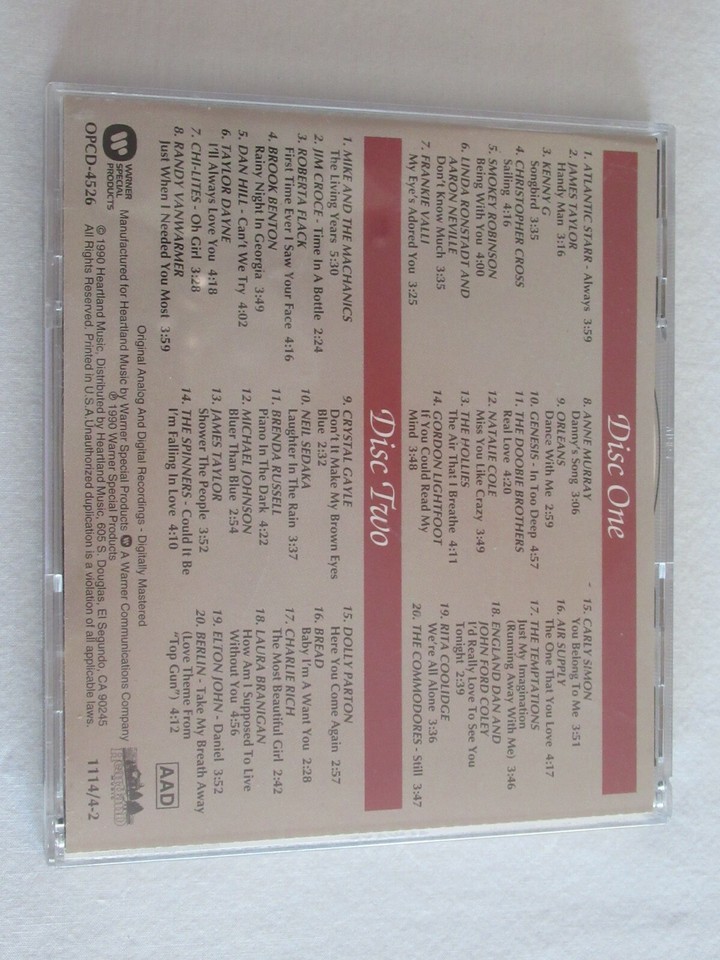 Disc One
1. ATLANTIC STARR - Always 3:59
2. JAMES TAYLOR
Handy Man 3:16
3. KENNY G
Songbird 3:35
4. CHRISTOPHER CROSS
Sailing 4:16
5. SMOKEY ROBINSON
Being With You 4:00
6. LINDA RONSTADT AND
AARON NEVILLE
Don't Know Much 3:35
7. FRANKIE VALLI
My Eye's Adored You 3:25
8. ANNE MURRAY
Danny's Song 3:06
9. ORLEANS
Dance With Me 2:59
10. GENESIS - In Too Deep 4:57
11. THE DOOBIE BROTHERS
Real Love 4:20
12. NATALIE COLE
Miss You Like Crazy 3:49
13. THE HOLLIES
The Air That I Breathe 4:11
14. GORDON LIGHTFOOT
If You Could Read My
Mind 3:48
15. CARLY SIMON
You Belong To Me 3:51
16. AIR SUPPLY
The One That You Love 4:17
17. THE TEMPTATIONS
Just My Imagination
(Running Away With Me) 3:46
18. ENGLAND DAN AND
JOHN FORD COLEY
I'd Really Love To See You
Tonight 2:39
19. RITA COOLIDGE
We're All Alone 3:36
20. THE COMMODORES - Still 3:47
Disc Two
1. MIKE AND THE MACHANICS
The Living Years 5:30
2. JIM CROCE - Time In A Bottle 2:24
3. ROBERTA FLACK
First Time Ever I Saw Your Face 4:16
4. BROOK BENTON
Rainy Night In Georgia 3:49
5. DAN HILL - Can't We Try 4:02
6. TAYLOR DAYNE
I'll Always Love You 4:18
7. CHI-LITES - Oh Girl 3:28
8. RANDY VANWARMER
Just When I Needed You Most 3:59
9. CRYSTAL GAYLE
Don't It Make My Brown Eyes
Blue 2:32
10. NEIL SEDAKA
Laughter In The Rain 3:37
11. BRENDA RUSSELL
Piano In The Dark 4:22
12. MICHAEL JOHNSON
Bluer Than Blue 2:54
13. JAMES TAYLOR
Shower The People 3:52
14. THE SPINNERS - Could It Be
I'm Falling In Love 4:10
15. DOLLY PARTON
Here You Come Again 2:57
16. BREAD
Baby I'm A Want You 2:28
17. CHARLIE RICH
The Most Beautiful Girl 2:42
18. LAURA BRANIGAN
How Am I Supposed To Live
Without You 4:56
19. ELTON JOHN - Daniel 3:52
20. BERLIN - Take My Breath Away
(Love Theme From
"Top Gun") 4:12
Original Analog And Digital Recordings - Digitally Mastered
AAD
WARNER
SPECIAL
PRODUCTS
Manufactured for Heartland Music by Warner Special Products A Warner Communications Company
℗ 1990 Warner Special Products
© 1990 Heartland Music, Distributed by Heartland Music, 605 S. Douglas, El Segundo, CA 90245
All Rights Reserved. Printed in U.S.A. Unauthorized duplication is a violation of all applicable laws.
OPCD-4526
HEARTLAND
1114/4-2